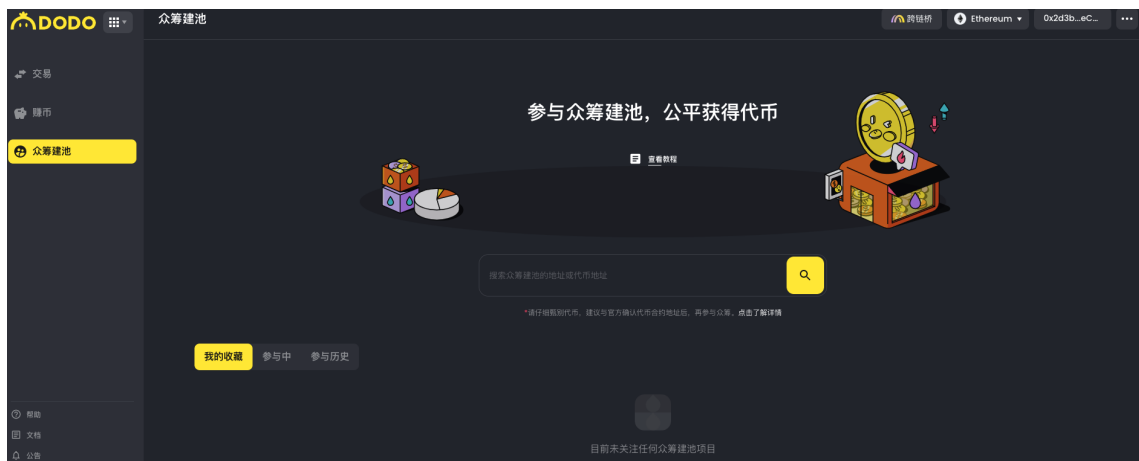 DODO
众筹建池
跨链桥
Ethereum
0x2d3b...eC...
交易
赚币
众筹建池
参与众筹建池，公平获得代币
查看教程
搜索众筹建池的地址或代币地址
*请仔细甄别代币，建议与官方确认代币合约地址后，再参与众筹，点击了解详情
我的收藏 参与中 参与历史
目前未关注任何众筹建池项目
帮助
文档
公告